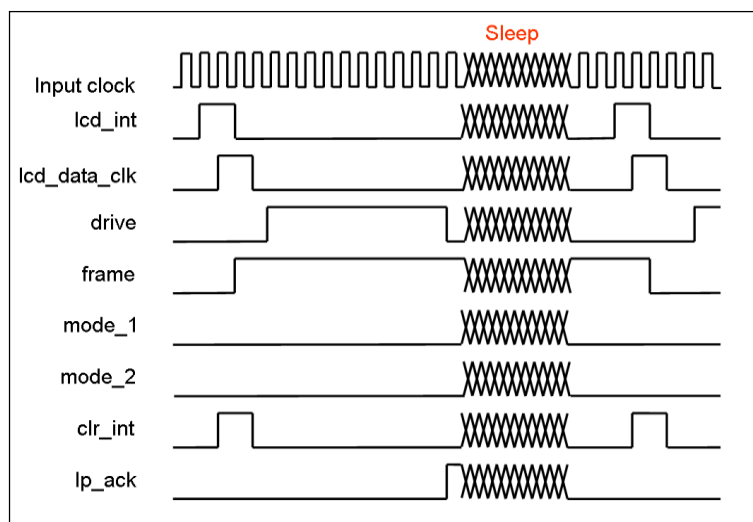 Sleep
Input clock
lcd_int
lcd_data_clk
drive
frame
mode_1
mode_2
clr_int
lp_ack